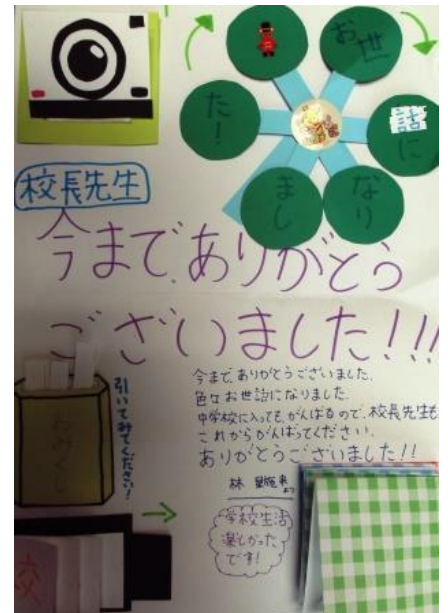 お世
話に
なり
まし
た!
校長先生
今まで、ありがとう
ございました!!!
おみくじ
引いてみてください!
今まで、ありがとうございました。
色々お世話になりました。
中学校に入っても、がんばるので、校長先生も
これからがんばってください。
ありがとうございました!!
林
より
学校生活
楽しかった
です!
校